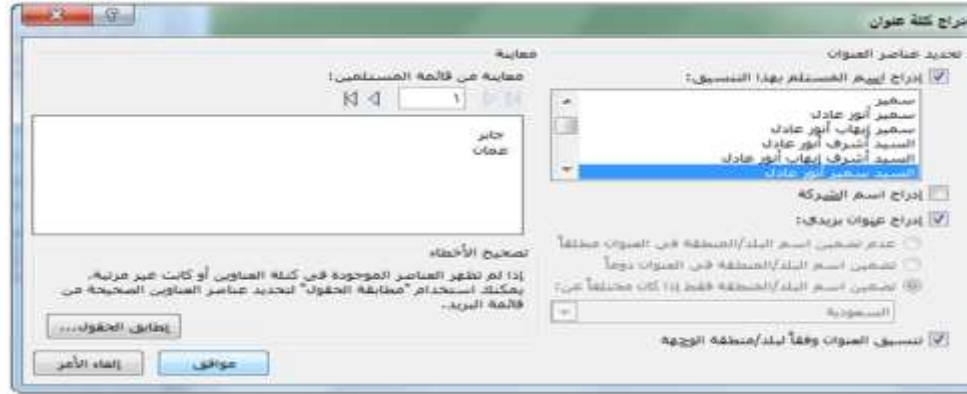 إدراج كتلة عنوان
تحديد عناصر العنوان
إدراج اسم المستلم بهذا التنسيق:
سمير
سمير أنور عادل
سمير إيهاب أنور عادل
السيد أشرف أنور عادل
السيد أشرف إيهاب أنور عادل
السيد سمير أنور عادل
إدراج اسم الشركة
إدراج عنوان بريدي:
عدم تضمين اسم البلد/المنطقة في العنوان مطلقاً
تضمين اسم البلد/المنطقة في العنوان دوماً
تضمين اسم البلد/المنطقة فقط إذا كان مختلفاً عن:
السعودية
تنسيق العنوان وفقاً لبلد/منطقة الوجهة
معاينة
معاينة من قائمة المستلمين:
١
جابر
عمان
تصحيح الأخطاء
إذا لم تظهر العناصر الموجودة في كتلة العناوين أو كانت غير مرتبة،
يمكنك استخدام "مطابقة الحقول" لتحديد عناصر العناوين الصحيحة من
قائمة البريد.
إطابق الحقول...
موافق
إلغاء الأمر